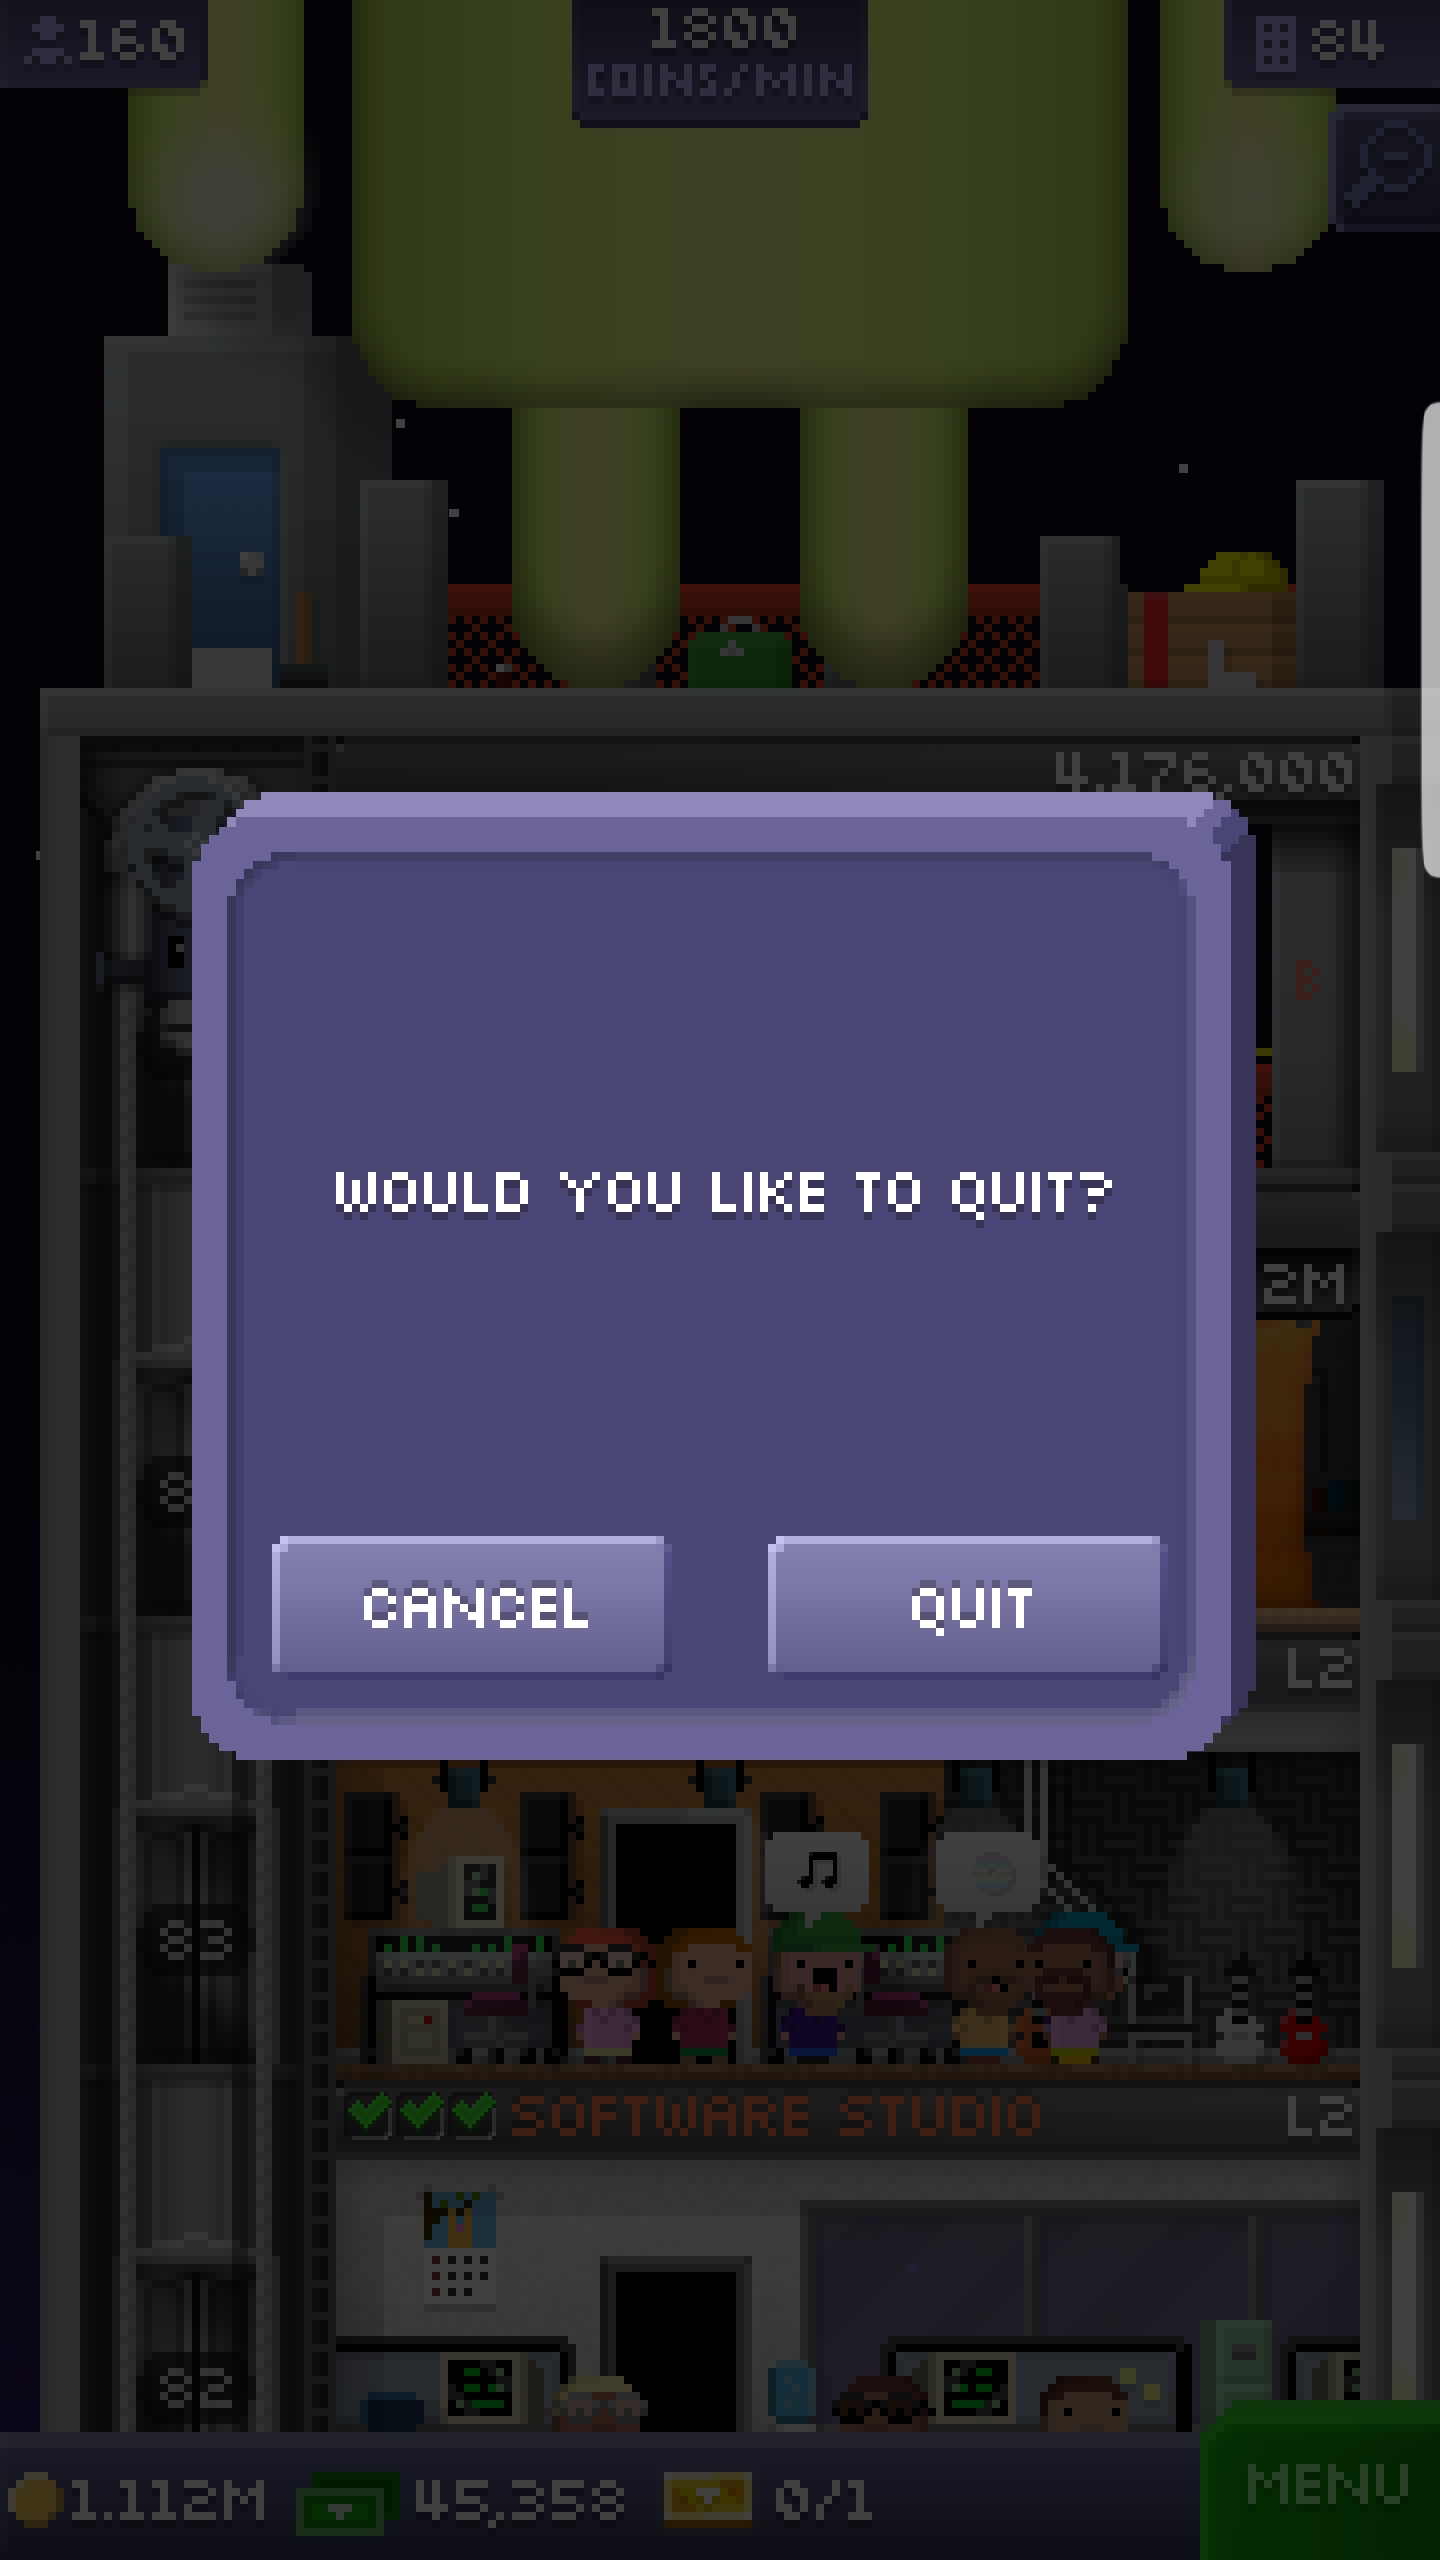 160
1800
COINS/MIN
84
4,176,000
B
2M
WOULD YOU LIKE TO QUIT?
CANCEL
QUIT
L2
83
SOFTWARE STUDIO
L2
82
1.112M
45,358
0/1
MENU